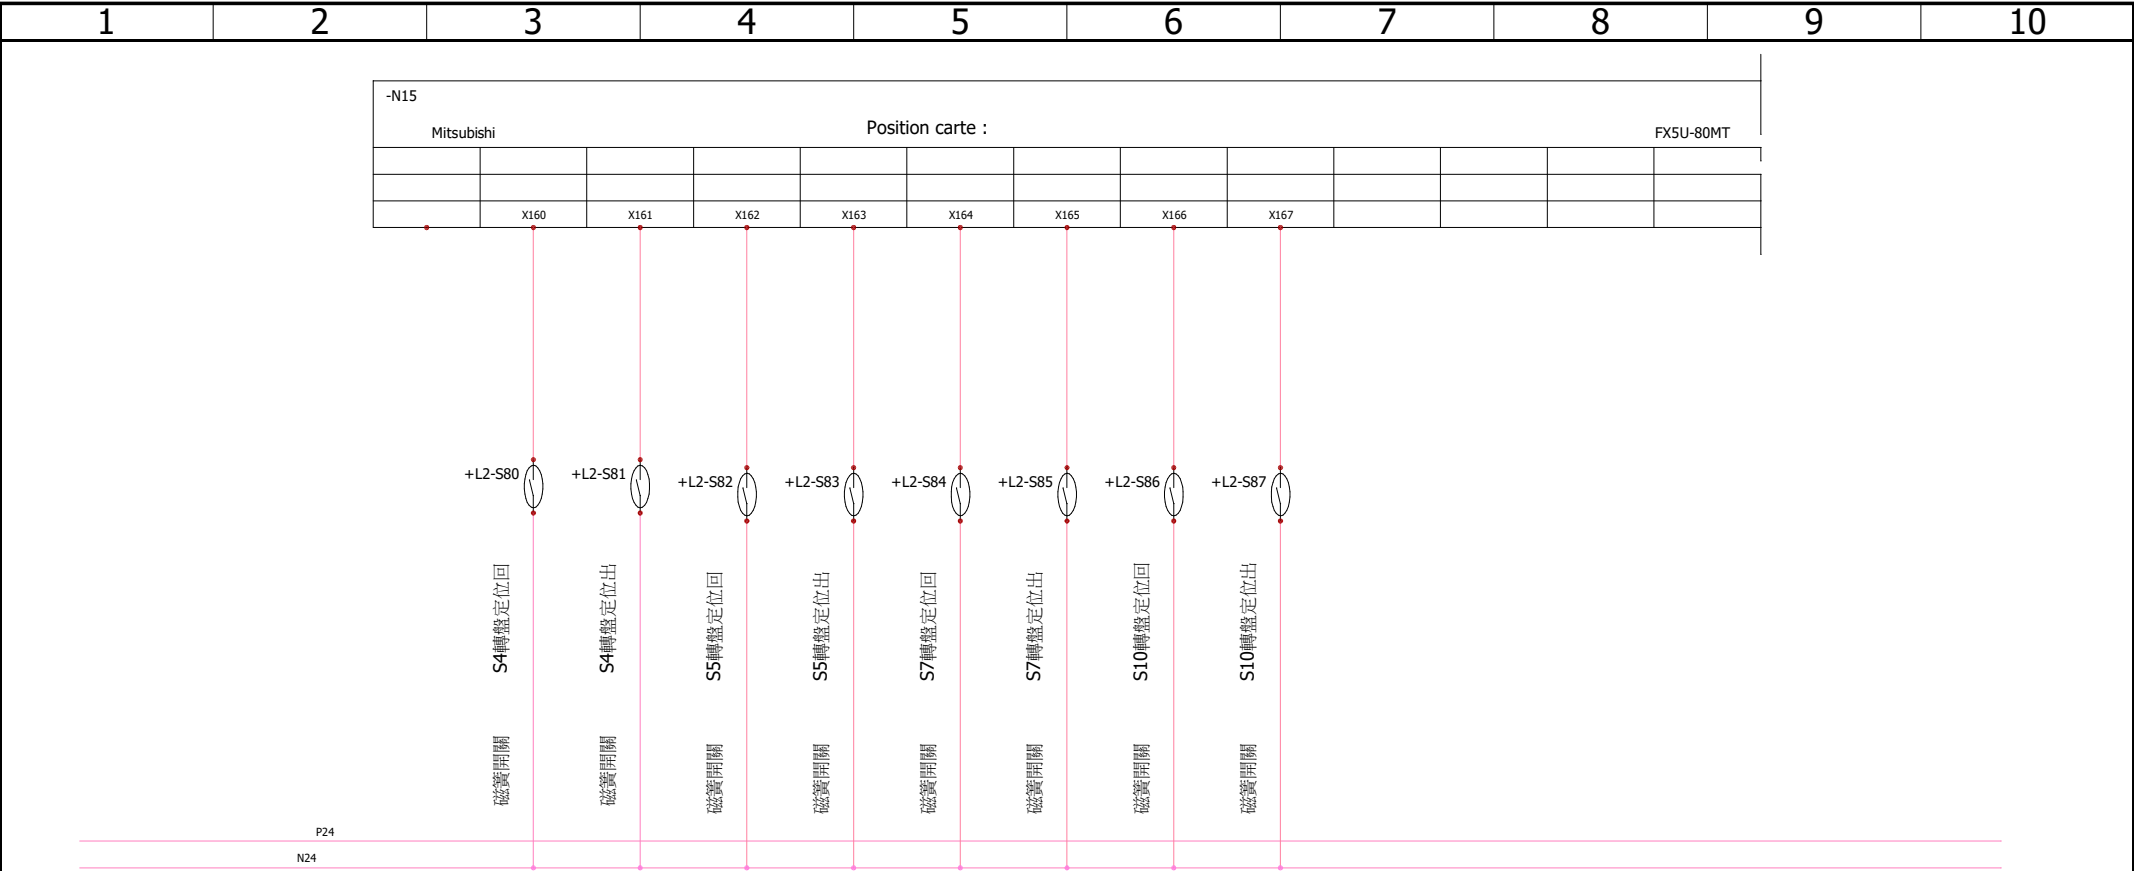 1 2 3 4 5 6 7 8 9 10
-N15
Mitsubishi Position carte : FX5U-80MT
X160 X161 X162 X163 X164 X165 X166 X167
+L2-S80 +L2-S81 +L2-S82 +L2-S83 +L2-S84 +L2-S85 +L2-S86 +L2-S87
S4轉盤定位回
S4轉盤定位出
S5轉盤定位回
S5轉盤定位出
S7轉盤定位回
S7轉盤定位出
S10轉盤定位回
S10轉盤定位出
磁簧開關
磁簧開關
磁簧開關
磁簧開關
磁簧開關
磁簧開關
磁簧開關
磁簧開關
P24
N24